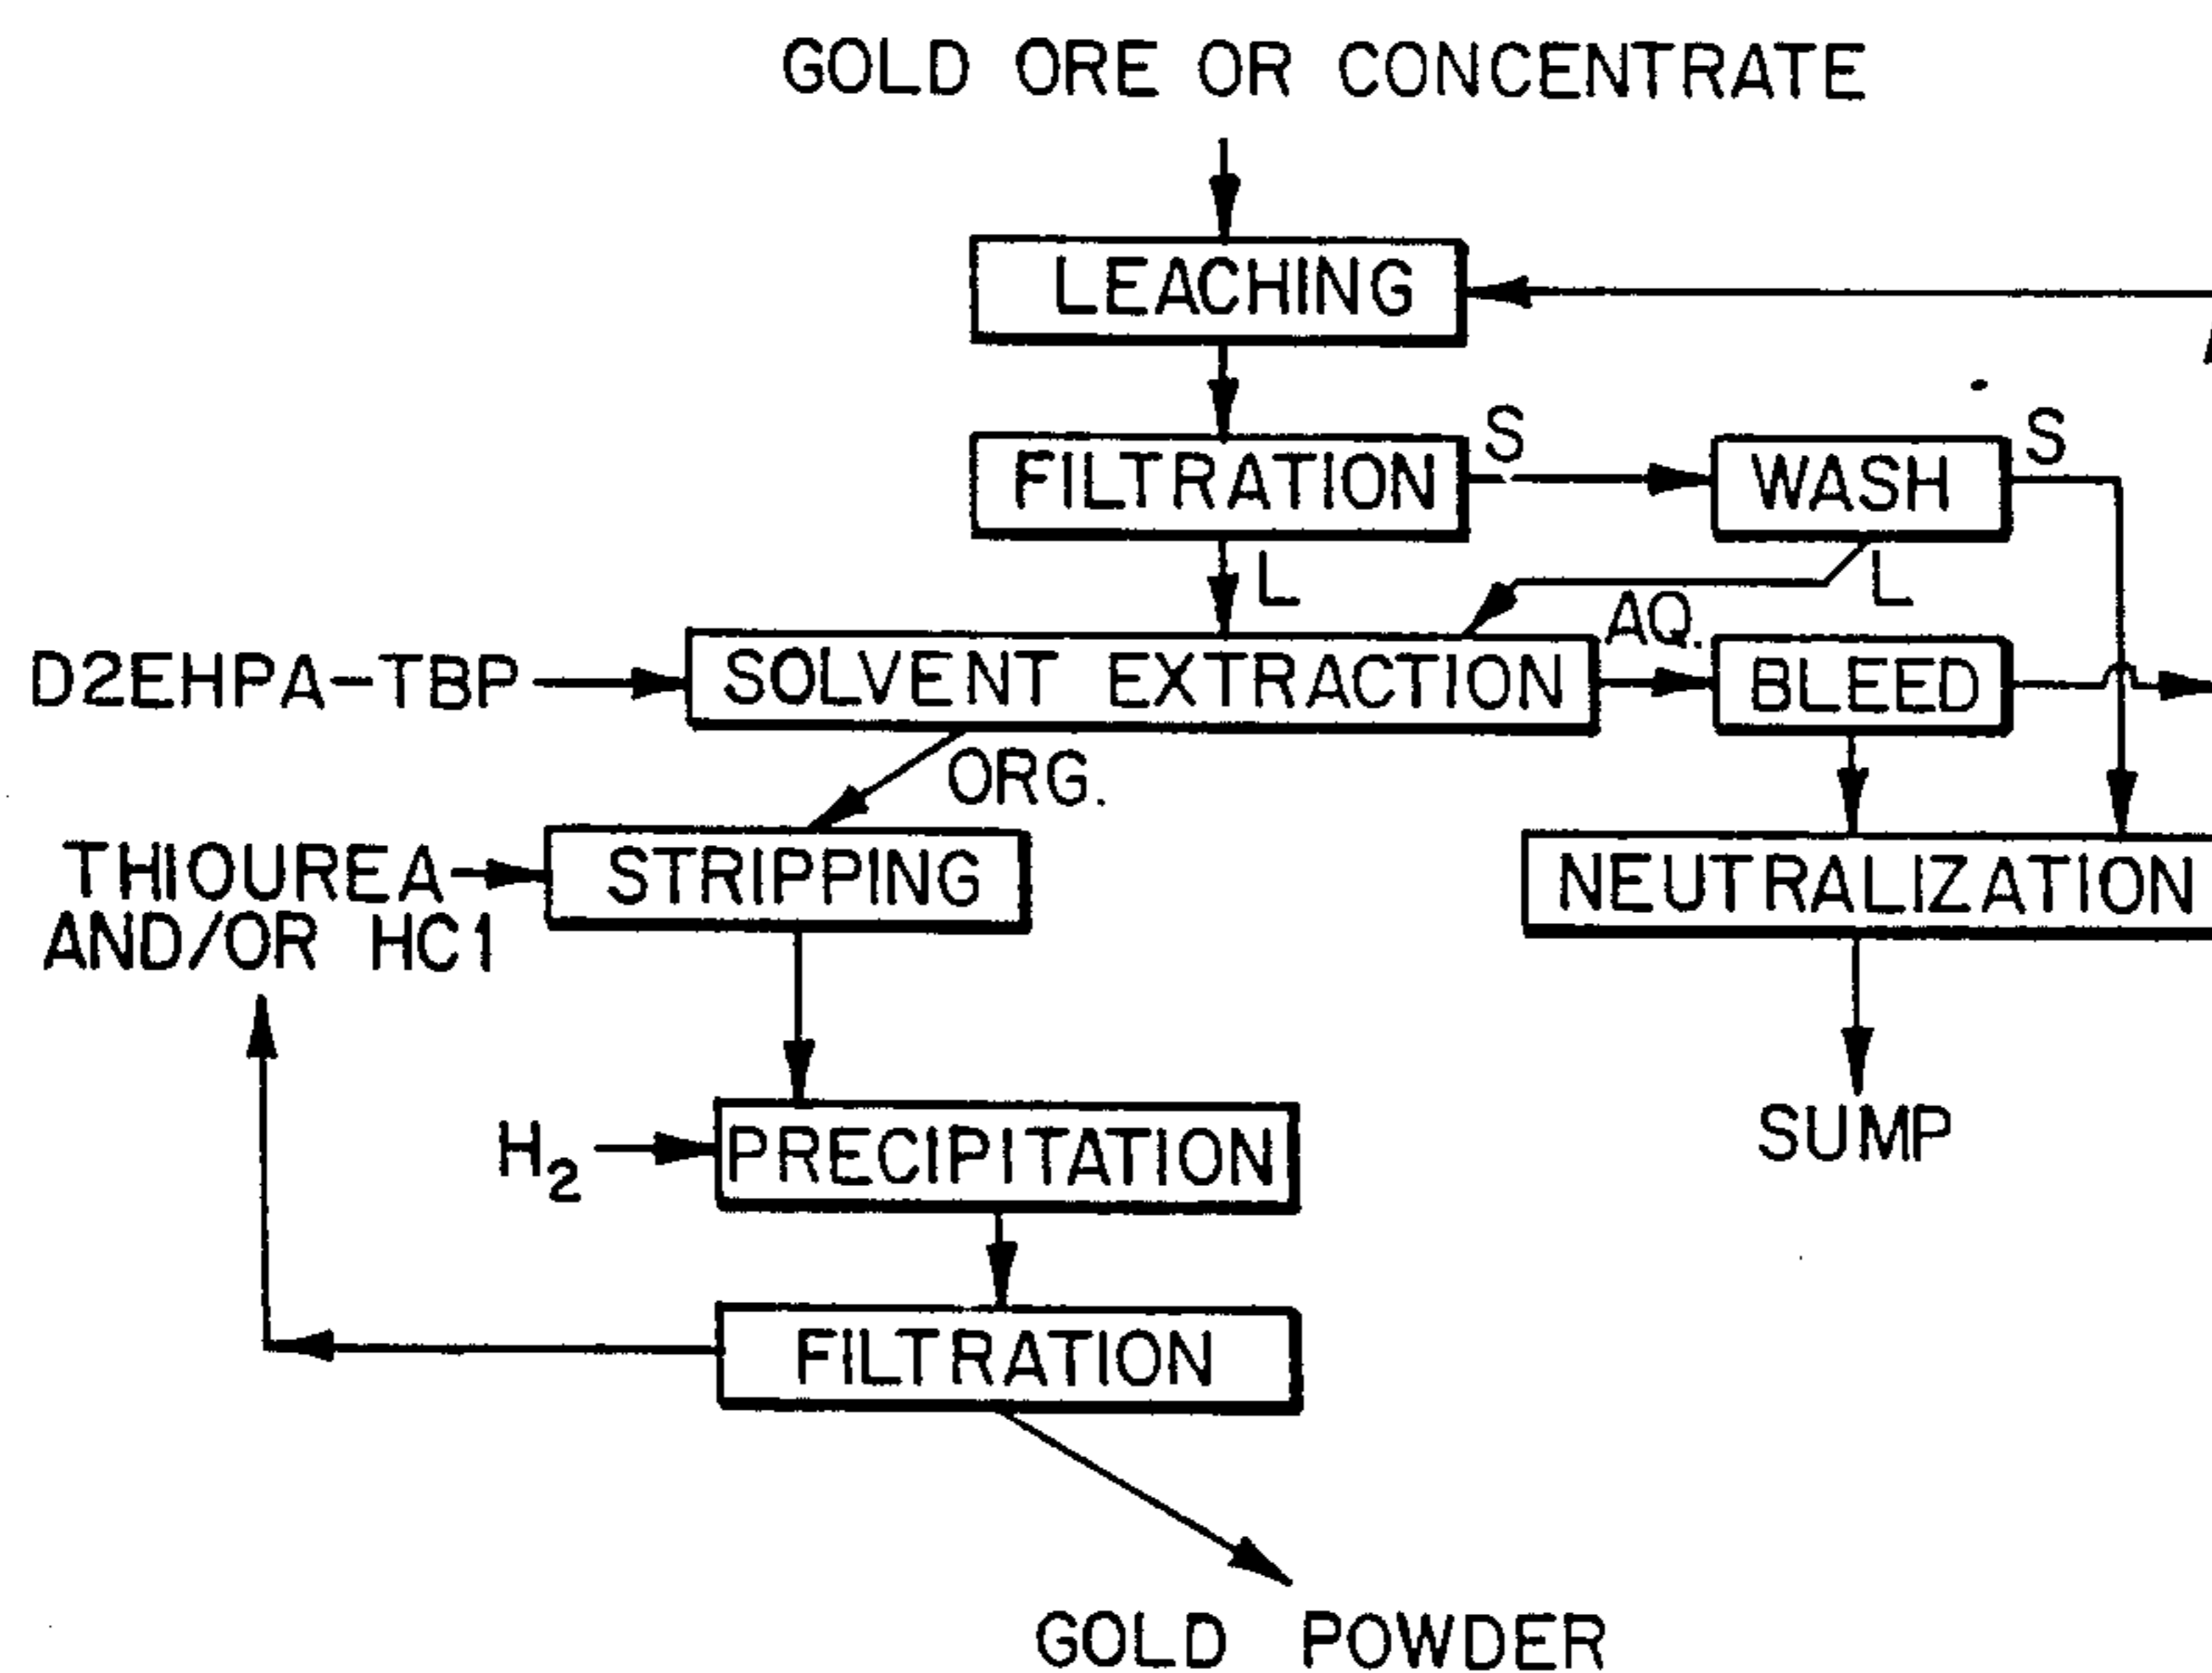 GOLD ORE OR CONCENTRATE
LEACHING
FILTRATION
S
WASH
S
L
L
AQ.
D2EHPA-TBP
SOLVENT EXTRACTION
BLEED
ORG.
THIOUREA
AND/OR HC1
STRIPPING
NEUTRALIZATION
H2
PRECIPITATION
SUMP
FILTRATION
GOLD POWDER